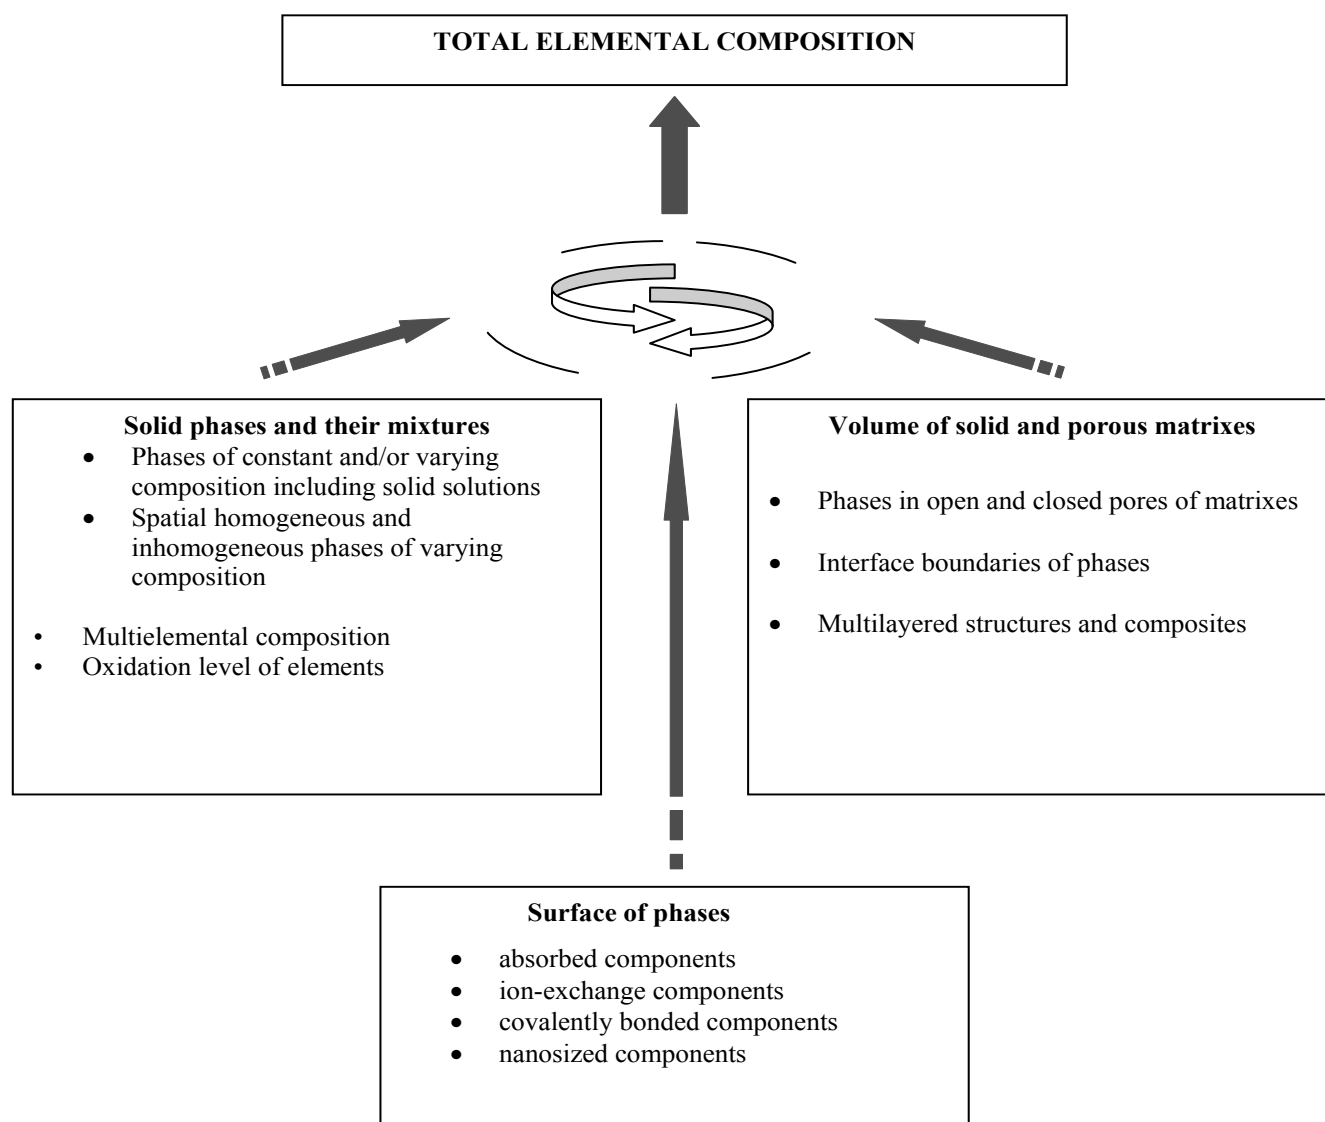 TOTAL ELEMENTAL COMPOSITION
Solid phases and their mixtures
• Phases of constant and/or varying
composition including solid solutions
• Spatial homogeneous and
inhomogeneous phases of varying
composition
• Multielemental composition
• Oxidation level of elements
Volume of solid and porous matrixes
• Phases in open and closed pores of matrixes
• Interface boundaries of phases
• Multilayered structures and composites
Surface of phases
• absorbed components
• ion-exchange components
• covalently bonded components
• nanosized components